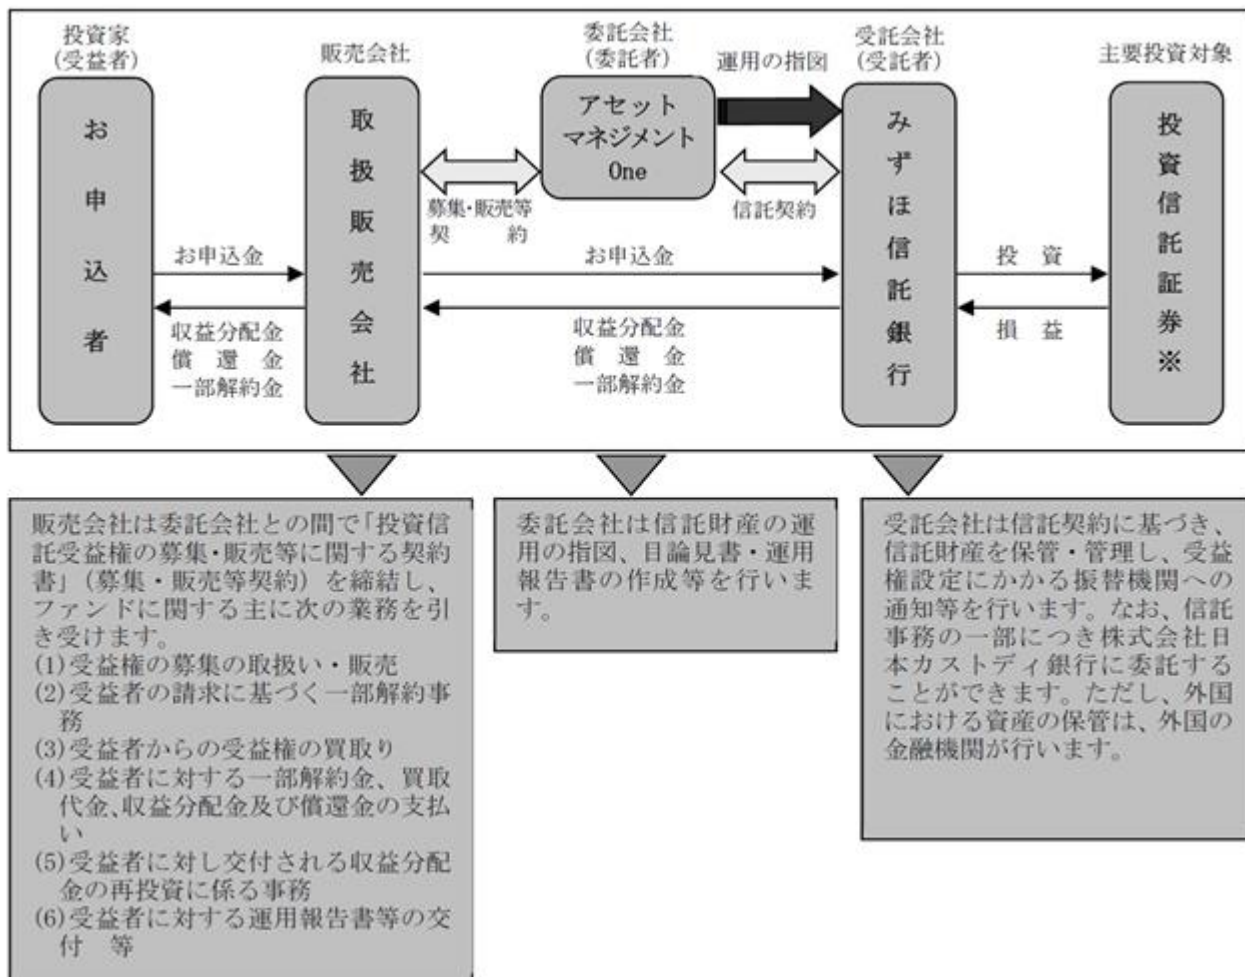 投資家
(受益者)
販売会社
委託会社
(委託者)
運用の指図
受託会社
(受託者)
主要投資対象
お申込者
取扱販売会社
アセット
マネジメント
One
みずほ信託銀行
投資信託証券※
募集・販売等
契　約
信託契約
お申込金
お申込金
投　資
収益分配金
償　還　金
一部解約金
収益分配金
償　還　金
一部解約金
損　益
販売会社は委託会社との間で「投資信
託受益権の募集・販売等に関する契約
書」（募集・販売等契約）を締結し、
ファンドに関する主に次の業務を引
き受けます。
(1)受益権の募集の取扱い・販売
(2)受益者の請求に基づく一部解約事
務
(3)受益者からの受益権の買取り
(4)受益者に対する一部解約金、買取
代金、収益分配金及び償還金の支払
い
(5)受益者に対し交付される収益分配
金の再投資に係る事務
(6)受益者に対する運用報告書等の交
付　等
委託会社は信託財産の運
用の指図、目論見書・運用
報告書の作成等を行いま
す。
受託会社は信託契約に基づき、
信託財産を保管・管理し、受益
権設定にかかる振替機関への
通知等を行います。なお、信託
事務の一部につき株式会社日
本カストディ銀行に委託する
ことができます。ただし、外国
における資産の保管は、外国の
金融機関が行います。